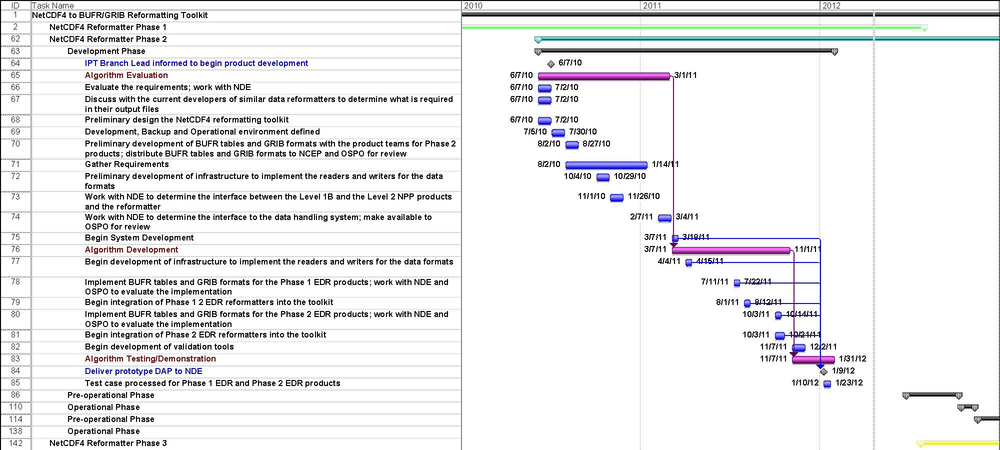 ID Task Name 2010 2011 2012
1 NetCDF4 to BUFR/GRIB Reformatting Toolkit
2 NetCDF4 Reformatter Phase 1
62 NetCDF4 Reformatter Phase 2
63 Development Phase
64 IPT Branch Lead informed to begin product development 6/7/10
65 Algorithm Evaluation 6/7/10 3/1/11
66 Evaluate the requirements; work with NDE 6/7/10 7/2/10
67 Discuss with the current developers of similar data reformatters to determine what is required 6/7/10 7/2/10
in their output files
68 Preliminary design the NetCDF4 reformatting toolkit 6/7/10 7/2/10
69 Development, Backup and Operational environment defined 7/5/10 7/30/10
70 Preliminary development of BUFR tables and GRIB formats with the product teams for Phase 2 8/2/10 8/27/10
products; distribute BUFR tables and GRIB formats to NCEP and OSPO for review
71 Gather Requirements 8/2/10 1/14/11
72 Preliminary development of infrastructure to implement the readers and writers for the data 10/4/10 10/29/10
formats
73 Work with NDE to determine the interface between the Level 1B and the Level 2 NPP products 11/1/10 11/26/10
and the reformatter
74 Work with NDE to determine the interface to the data handling system; make available to 2/7/11 3/4/11
OSPO for review
75 Begin System Development 3/7/11 3/18/11
76 Algorithm Development 3/7/11 11/1/11
77 Begin development of infrastructure to implement the readers and writers for the data formats 4/4/11 4/15/11
78 Implement BUFR tables and GRIB formats for the Phase 1 EDR products; work with NDE and 7/11/11 7/22/11
OSPO to evaluate the implementation
79 Begin integration of Phase 1 2 EDR reformatters into the toolkit 8/1/11 8/12/11
80 Implement BUFR tables and GRIB formats for the Phase 2 EDR products; work with NDE and 10/3/11 10/14/11
OSPO to evaluate the implementation
81 Begin integration of Phase 2 EDR reformatters into the toolkit 10/3/11 10/21/11
82 Begin development of validation tools 11/7/11 12/2/11
83 Algorithm Testing/Demonstration 11/7/11 1/31/12
84 Deliver prototype DAP to NDE 1/9/12
85 Test case processed for Phase 1 EDR and Phase 2 EDR products 1/10/12 1/23/12
86 Pre-operational Phase
110 Operational Phase
114 Pre-operational Phase
138 Operational Phase
142 NetCDF4 Reformatter Phase 3